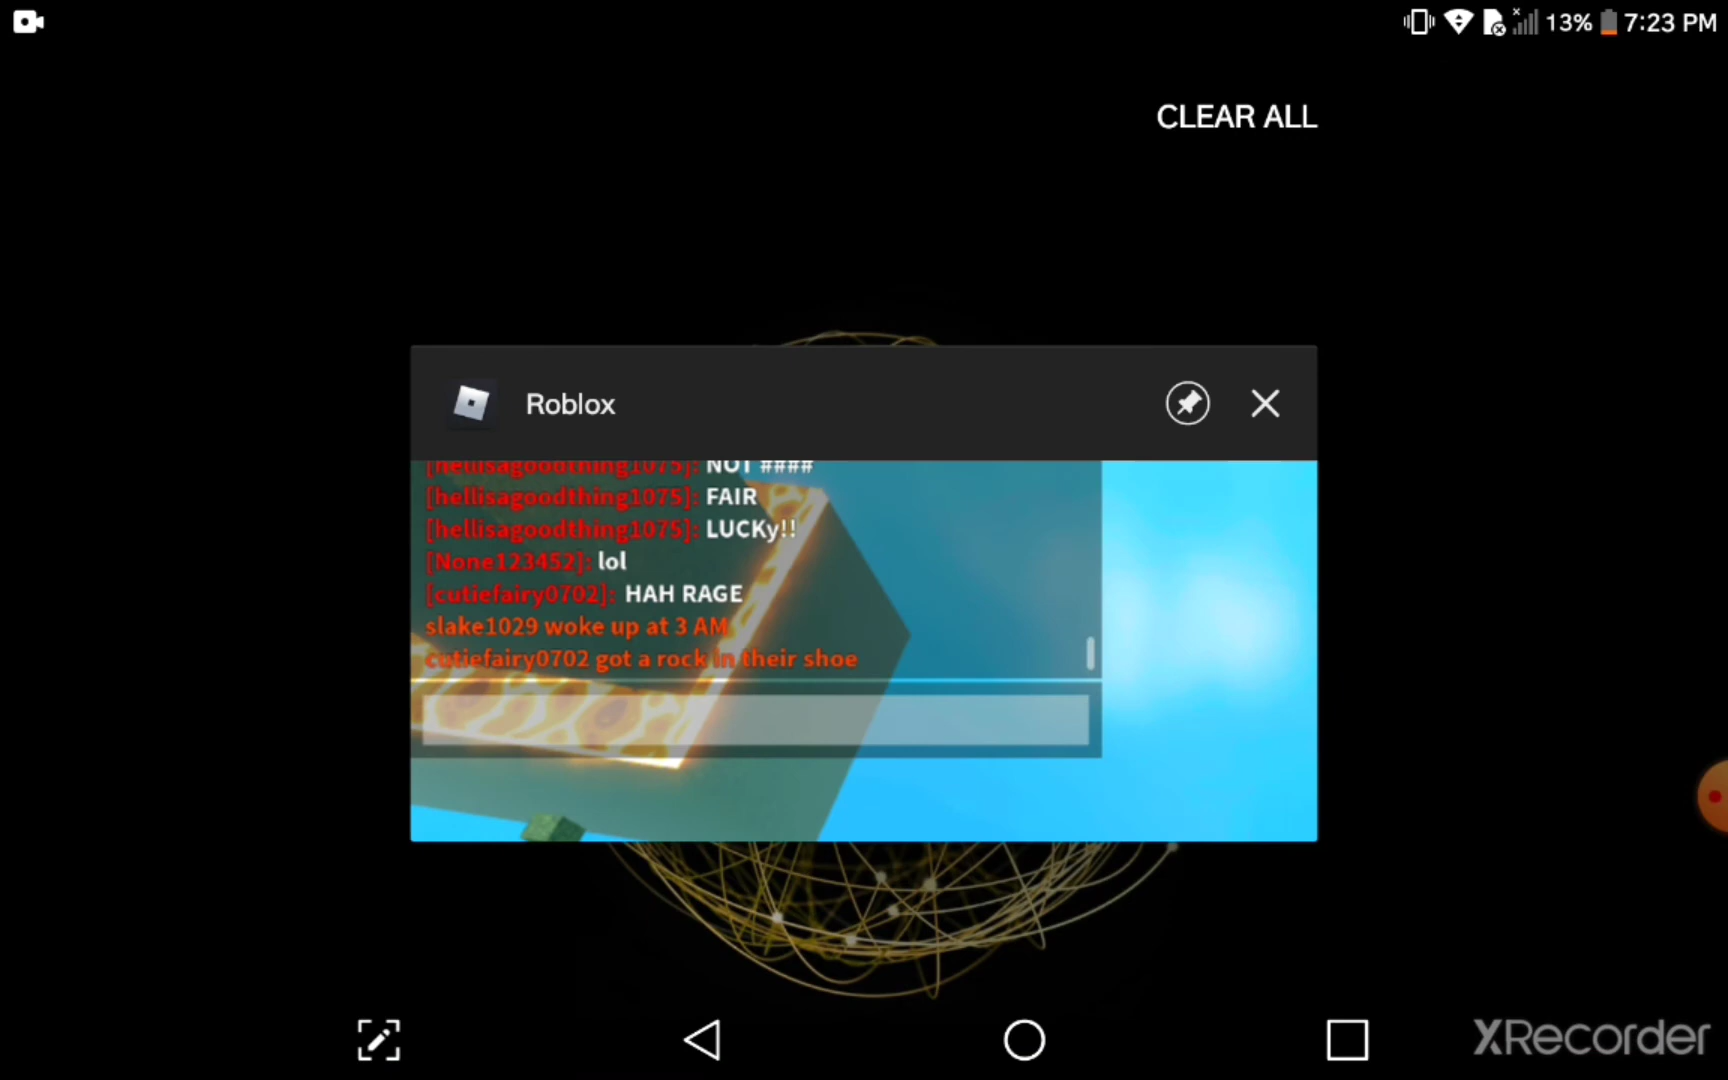 13% 7:23 PM
CLEAR ALL
Roblox
[hellisagoodthing1075]: NOT ####
[hellisagoodthing1075]: FAIR
[hellisagoodthing1075]: LUCKy!!
[None123452]: lol
[cutiefairy0702]: HAH RAGE
slake1029 woke up at 3 AM
cutiefairy0702 got a rock in their shoe
XRecorder